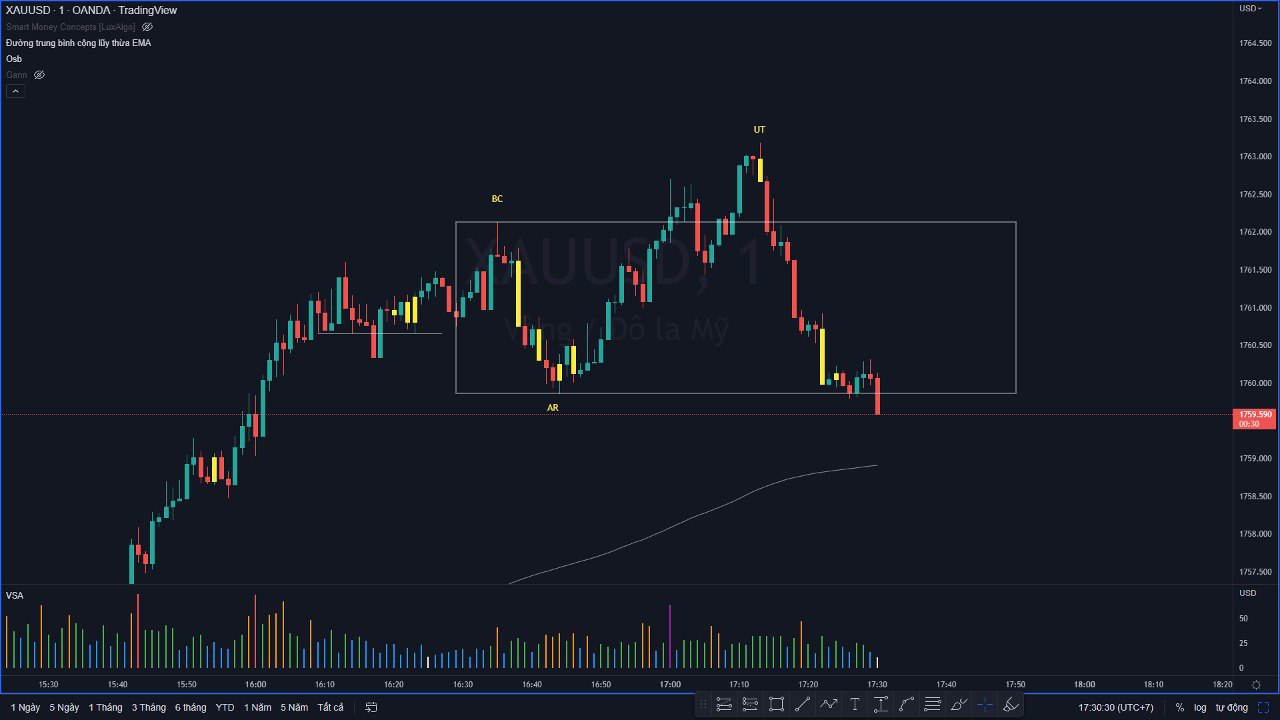 XAUUSD · 1 · OANDA · TradingView
USD
Smart Money Concepts [LuxAlgo]
Đường trung bình cộng lũy thừa EMA
Osb
Gann
1764.500
1764.000
1763.500
1763.000
1762.500
1762.000
1761.500
1761.000
1760.500
1760.000
1759.590
00:30
1759.000
1758.500
1758.000
1757.500
UT
BC
XAUUSD, 1
Vàng / Đô la Mỹ
AR
VSA
USD
50
25
0
15:30 15:40 15:50 16:00 16:10 16:20 16:30 16:40 16:50 17:00 17:10 17:20 17:30 17:40 17:50 18:00 18:10 18:20
1 Ngày 5 Ngày 1 Tháng 3 Tháng 6 tháng YTD 1 Năm 5 Năm Tất cả
17:30:30 (UTC+7) % log tự động